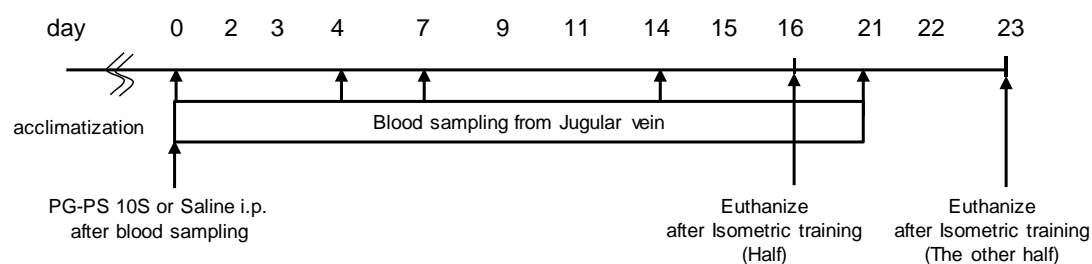 day 0 2 3 4 7 9 11 14 15 16 21 22 23
acclimatization
Blood sampling from Jugular vein
PG-PS 10S or Saline i.p.
after blood sampling
Euthanize
after Isometric training
(Half)
Euthanize
after Isometric training
(The other half)